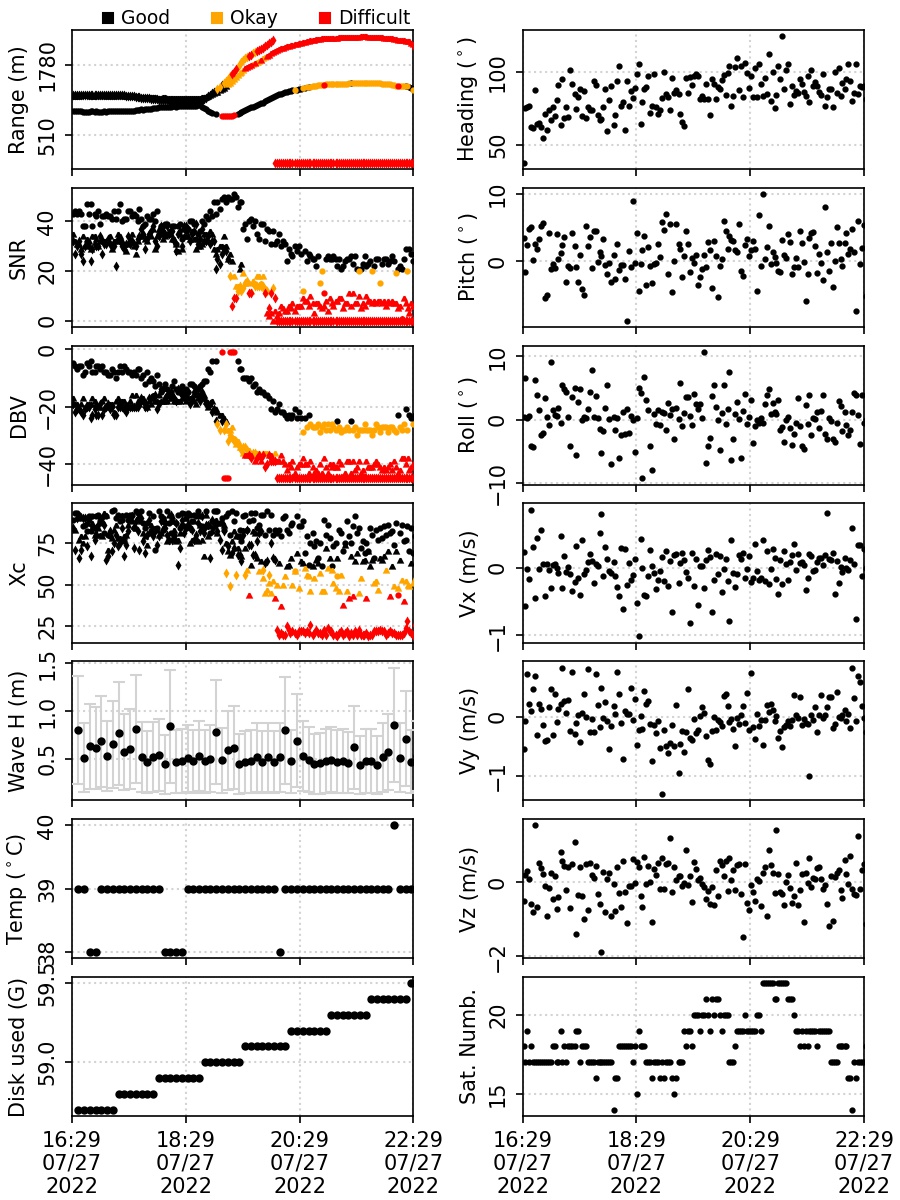 Good Okay Difficult
Range (m)
1780
510
Heading (°)
100
50
SNR
40
20
0
Pitch (°)
10
0
DBV
0
−20
−40
Roll (°)
10
0
−10
Xc
75
50
25
Vx (m/s)
0
−1
Wave H (m)
1.5
1.0
0.5
Vy (m/s)
0
−1
Temp (°C)
40
39
38
Vz (m/s)
0
−2
Disk used (G)
59.5
59.0
Sat. Numb.
20
15
16:29 18:29 20:29 22:29
07/27 07/27 07/27 07/27
2022 2022 2022 2022
16:29 18:29 20:29 22:29
07/27 07/27 07/27 07/27
2022 2022 2022 2022